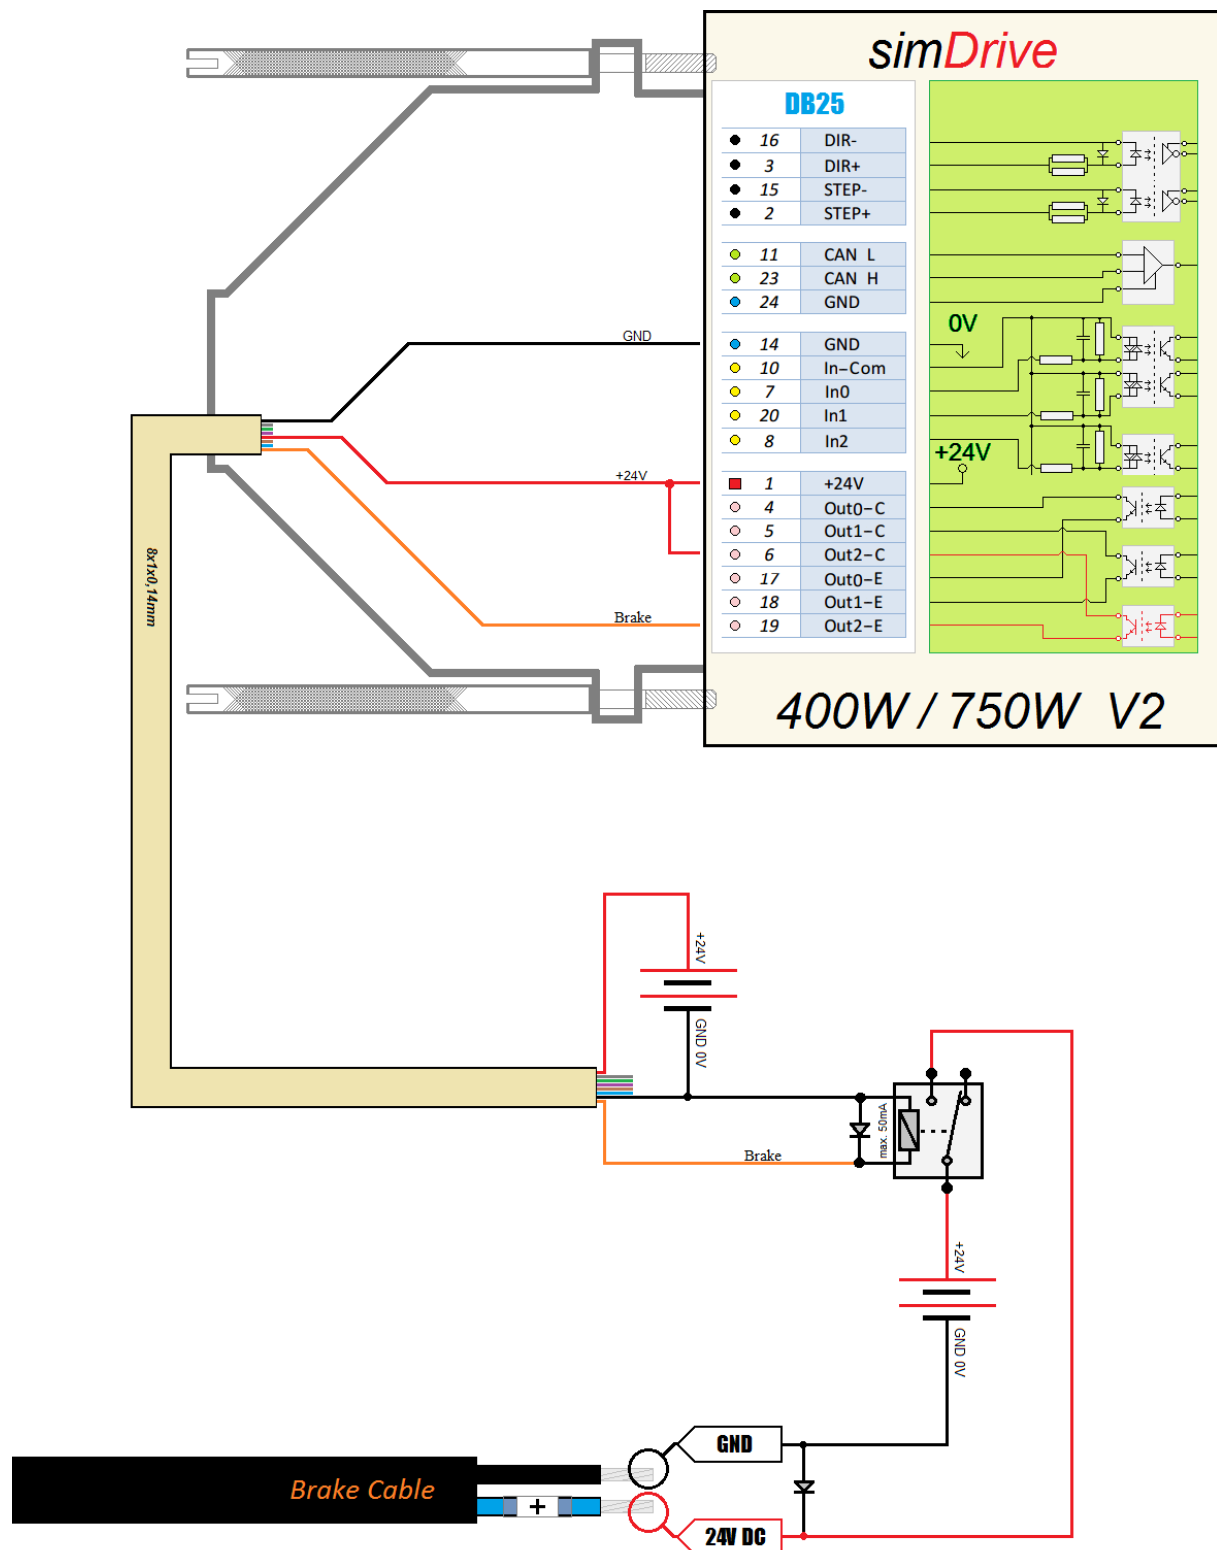 simDrive
DB25
16 DIR-
3 DIR+
15 STEP-
2 STEP+
11 CAN L
23 CAN H
24 GND
14 GND
10 In-Com
7 In0
20 In1
8 In2
1 +24V
4 Out0-C
5 Out1-C
6 Out2-C
17 Out0-E
18 Out1-E
19 Out2-E
0V
+24V
GND
+24V
Brake
8x1x0,14mm
400W / 750W V2
+24V
GND 0V
max. 50mA
Brake
+24V
GND 0V
GND
Brake Cable
+
24V DC